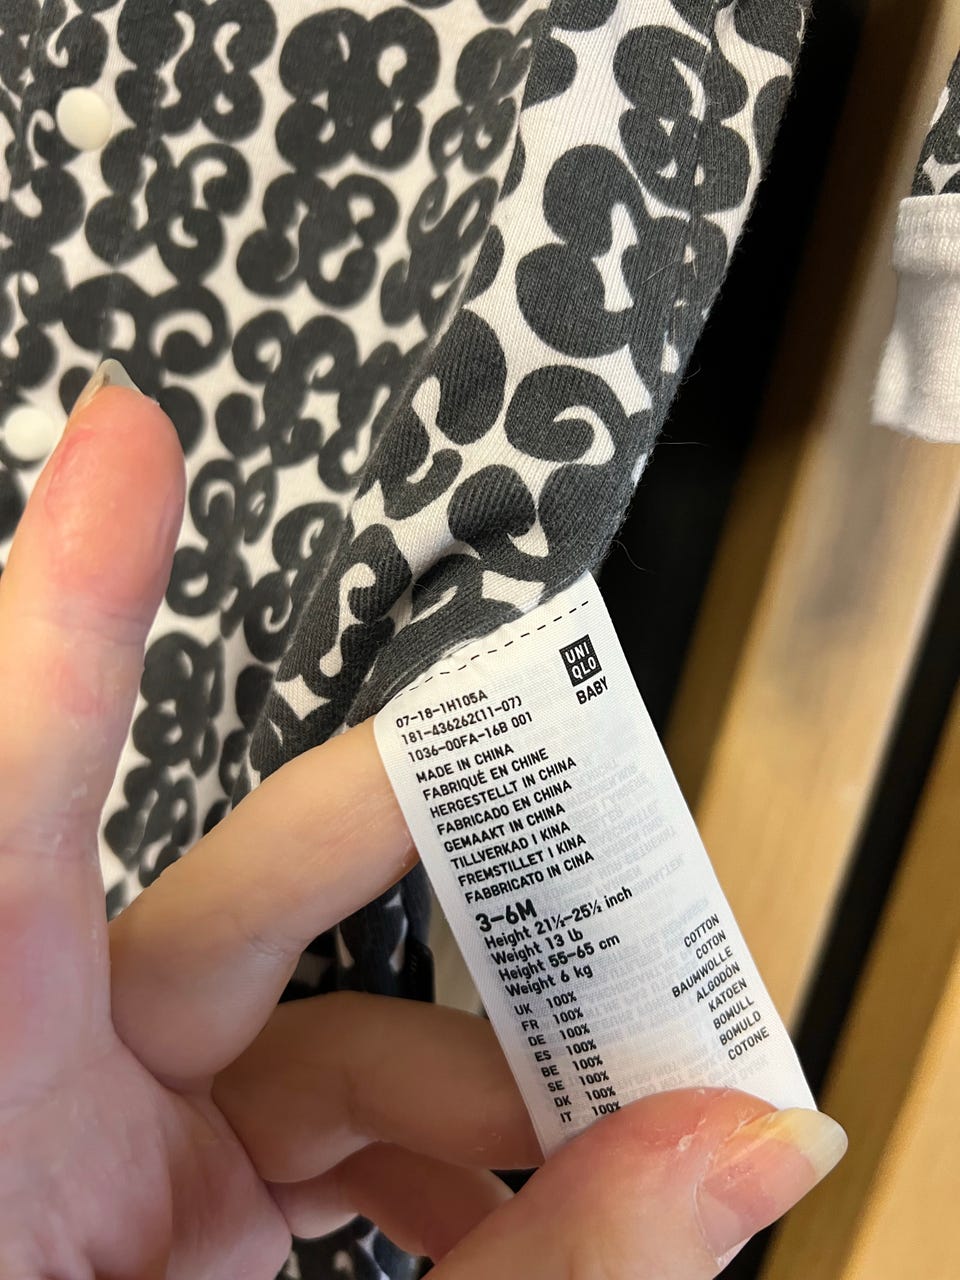 UNI
QLO
BABY
07-18-1H105A
181-436262(11-07)
1036-00FA-16B 001
MADE IN CHINA
FABRIQUÉ EN CHINE
HERGESTELLT IN CHINA
FABRICADO EN CHINA
GEMAAKT IN CHINA
TILLVERKAD I KINA
FREMSTILLET I KINA
FABBRICATO IN CINA
3-6M
Height 21½-25½ inch
Weight 13 lb
Height 55-65 cm
Weight 6 kg
UK 100% COTTON
FR 100% COTON
DE 100% BAUMWOLLE
ES 100% ALGODÓN
BE 100% KATOEN
SE 100% BOMULL
DK 100% BOMULD
IT 100% COTONE